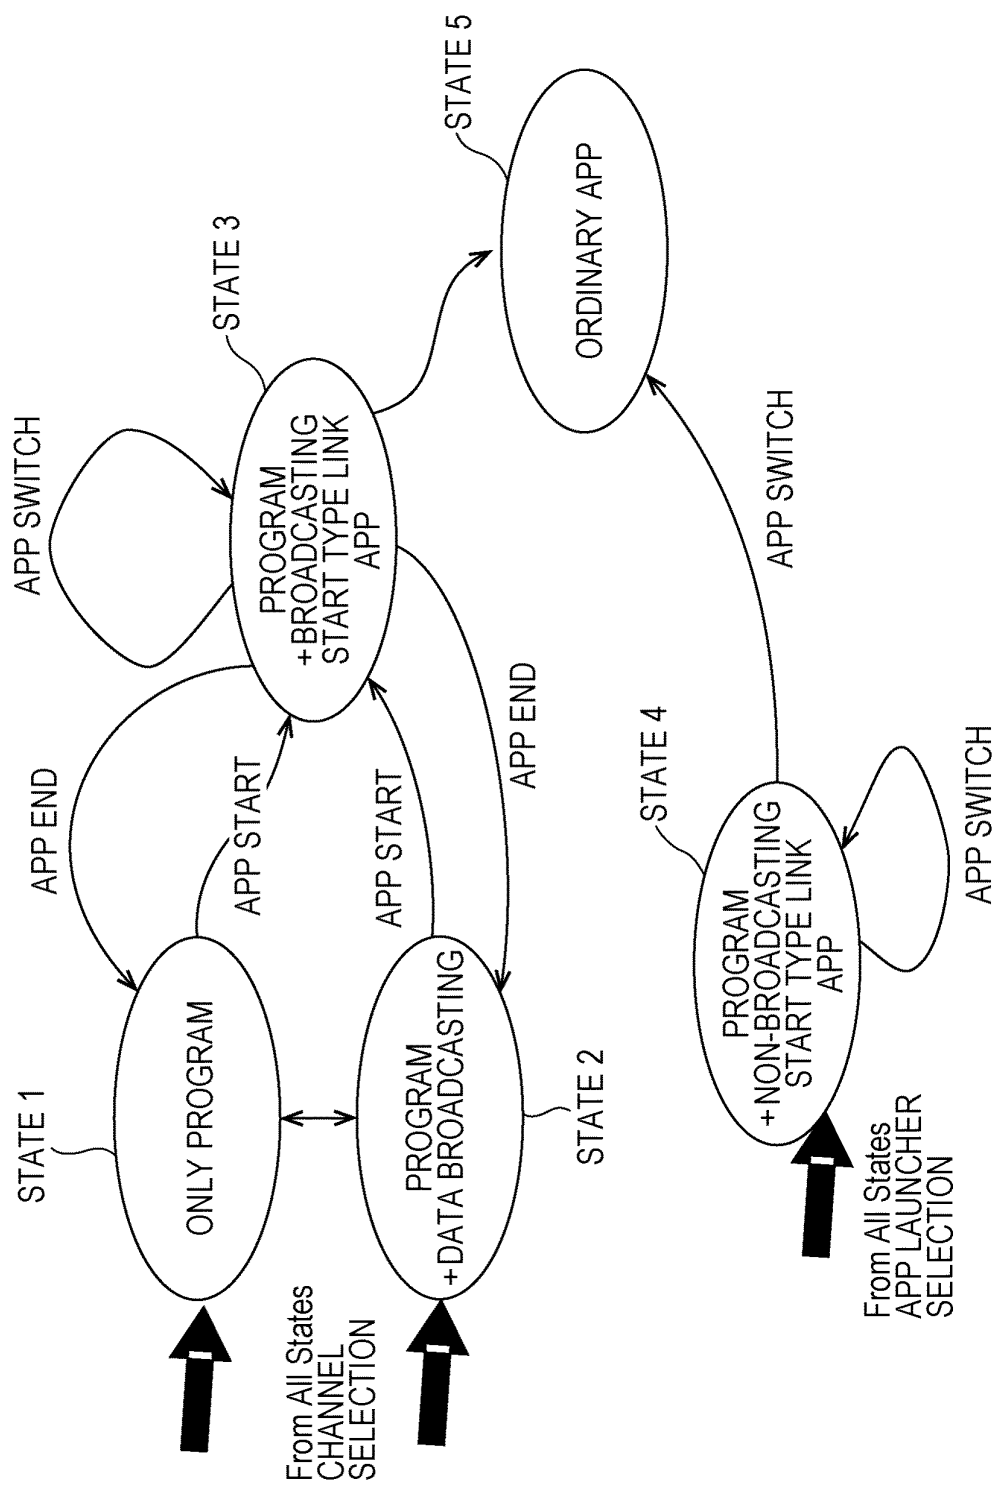 STATE 1
ONLY PROGRAM
From All States
CHANNEL
SELECTION
PROGRAM
+DATA BROADCASTING
STATE 2
APP END
APP START
APP START
APP END
APP SWITCH
STATE 3
PROGRAM
+BROADCASTING
START TYPE LINK
APP
STATE 5
ORDINARY APP
STATE 4
PROGRAM
+NON-BROADCASTING
START TYPE LINK
APP
From All States
APP LAUNCHER
SELECTION
APP SWITCH
APP SWITCH